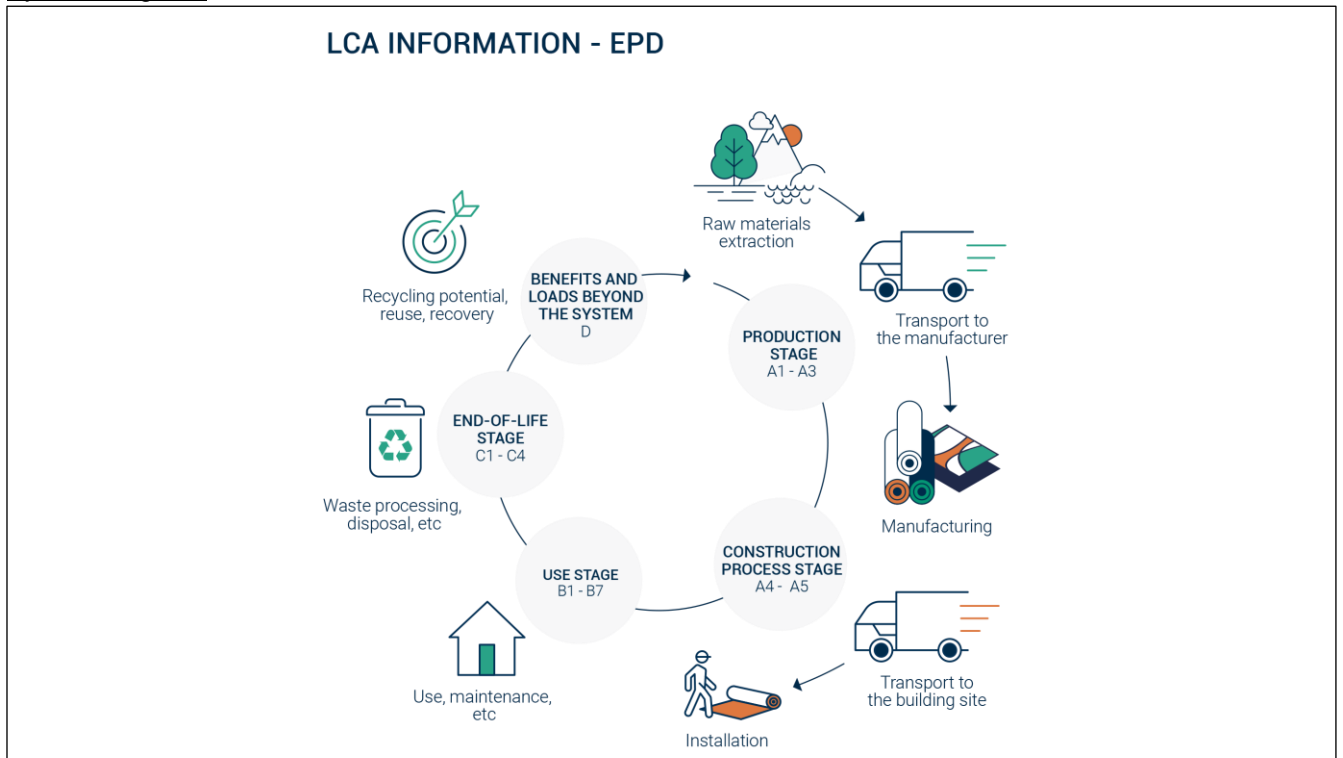 LCA INFORMATION - EPD
Raw materials
extraction
Transport to
the manufacturer
Manufacturing
Transport to
the building site
Installation
Use, maintenance,
etc
Waste processing,
disposal, etc
Recycling potential,
reuse, recovery
BENEFITS AND
LOADS BEYOND
THE SYSTEM
D
PRODUCTION
STAGE
A1 - A3
CONSTRUCTION
PROCESS STAGE
A4 - A5
USE STAGE
B1 - B7
END-OF-LIFE
STAGE
C1 - C4